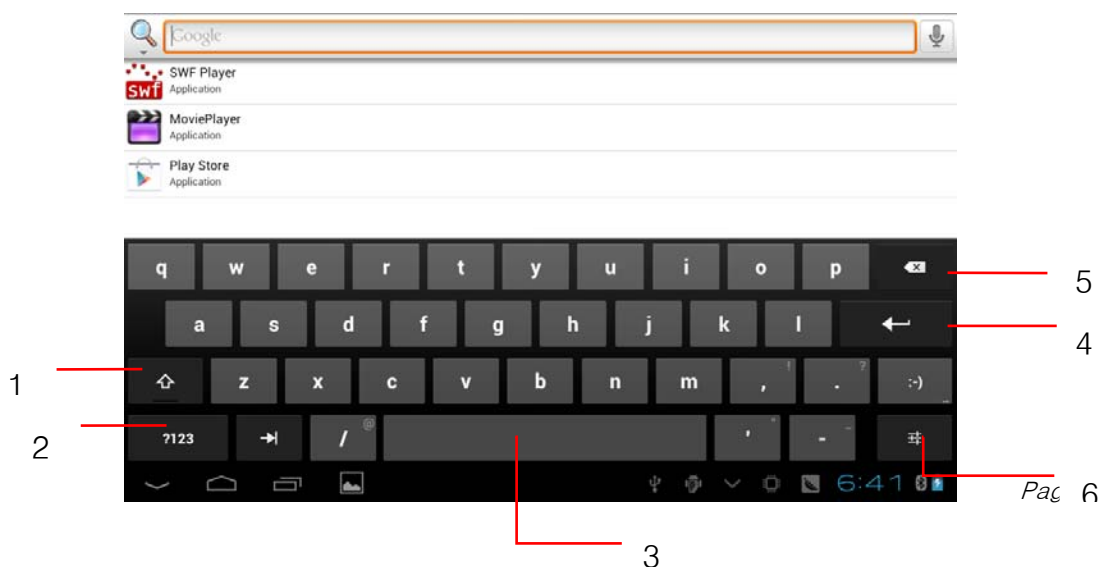 Google
SWF Player
swf Application
MoviePlayer
Application
Play Store
Application
q w e r t y u i o p
5
a s d f g h j k l
4
1
z x c v b n m , ! . ? :-) ...
2
?123 / @ ' " - _
6:41
Pag 6
3